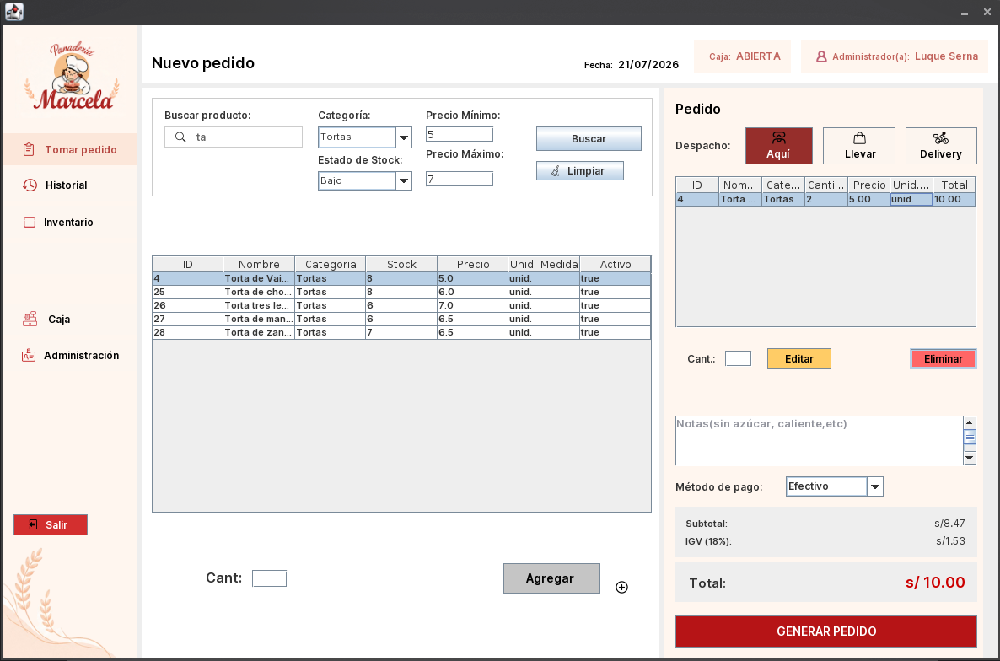 Panadería
Marcela
Nuevo pedido
Fecha: 21/07/2026
Caja: ABIERTA
Administrador(a): Luque Serna
Tomar pedido
Historial
Inventario
Caja
Administración
Salir
Buscar producto:
ta
Categoría:
Tortas
Estado de Stock:
Bajo
Precio Mínimo:
5
Precio Máximo:
7
Buscar
Limpiar
ID Nombre Categoria Stock Precio Unid. Medida Activo
4 Torta de Vai... Tortas 8 5.0 unid. true
25 Torta de cho... Tortas 8 6.0 unid. true
26 Torta tres le... Tortas 6 7.0 unid. true
27 Torta de man... Tortas 6 6.5 unid. true
28 Torta de zan... Tortas 7 6.5 unid. true
Cant:
Agregar
Pedido
Despacho:
Aquí
Llevar
Delivery
ID Nom... Cate... Canti... Precio Unid.... Total
4 Torta ... Tortas 2 5.00 unid. 10.00
Cant.:
Editar
Eliminar
Notas(sin azúcar, caliente,etc)
Método de pago:
Efectivo
Subtotal: s/8.47
IGV (18%): s/1.53
Total: s/ 10.00
GENERAR PEDIDO